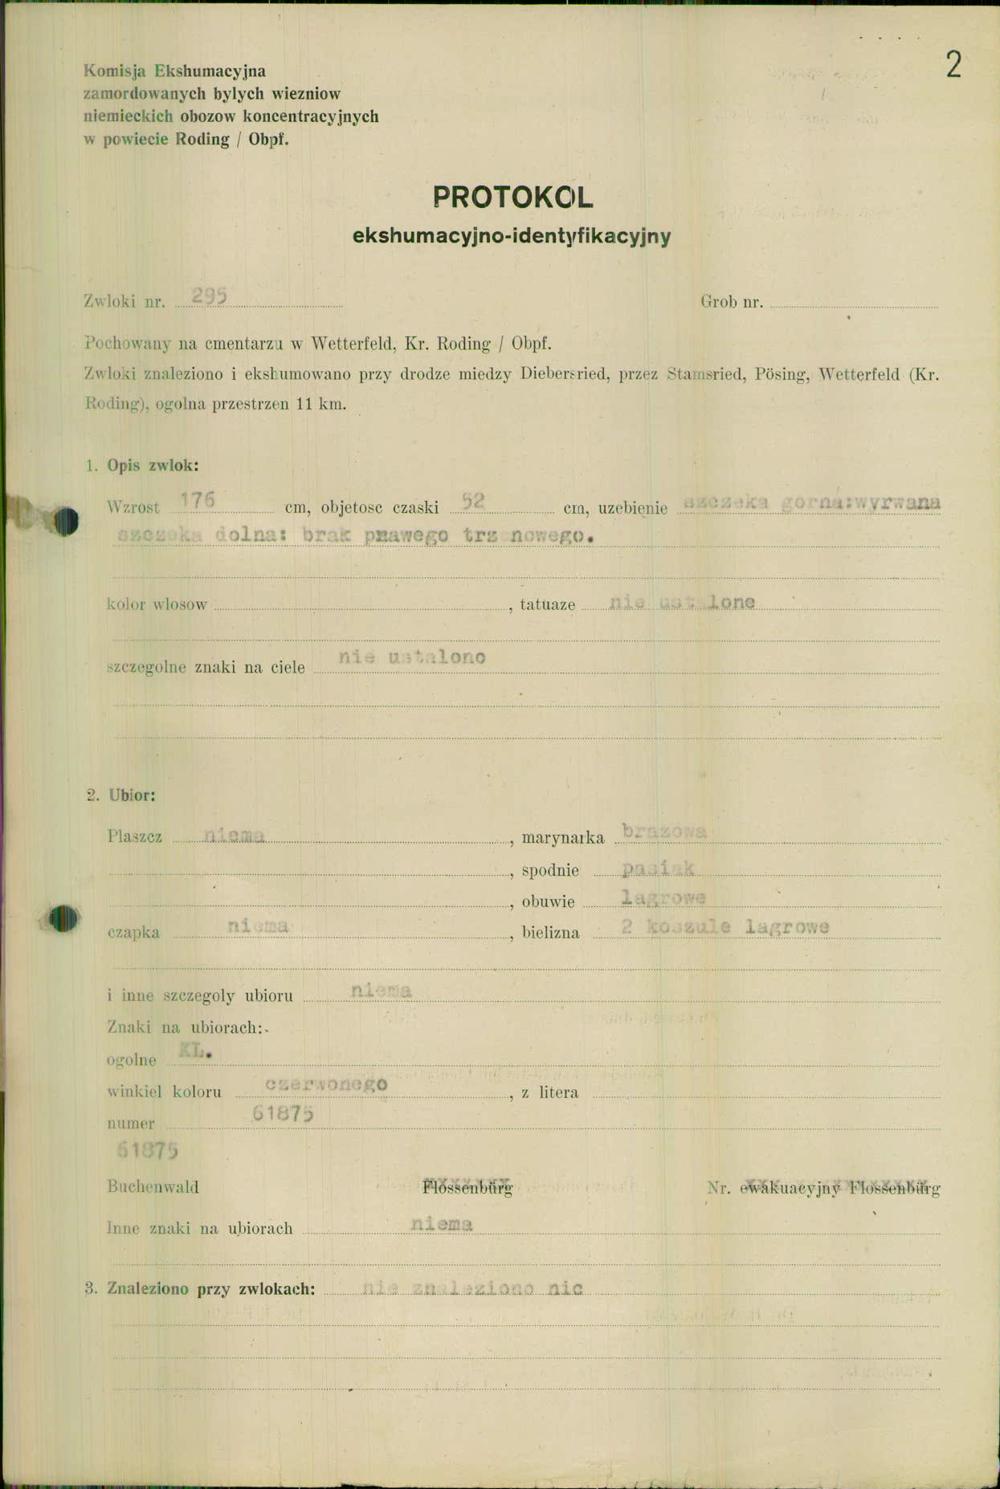 2
Komisja Ekshumacyjna
zamordowanych bylych wiezniow
niemieckich obozow koncentracyjnych
w powiecie Roding / Obpf.
PROTOKOL
ekshumacyjno-identyfikacyjny
Zwloki nr. 295 Grob nr.
Pochowany na cmentarzu w Wetterfeld, Kr. Roding / Obpf.
Zwloki znaleziono i ekshumowano przy drodze miedzy Diebersried, przez Stamsried, Pösing, Wetterfeld (Kr.
Roding), ogolna przestrzen 11 km.
1. Opis zwlok:
Wzrost 176 cm, objetosc czaski 52 cm, uzebienie szczeka gorna:wyrwana
szczeka dolna: brak prawego trz nowego.
kolor wlosow , tatuaze nie ustalone
szczegolne znaki na ciele nie ustalono
2. Ubior:
Plaszcz niema , marynarka brazowa
, spodnie pasiak
, obuwie lagrowe
czapka niema , bielizna 2 koszule lagrowe
i inne szczegoly ubioru niema
Znaki na ubiorach:-
ogolne KL.
winkiel koloru czerwonego , z litera
numer 61875
61875
Buchenwald Flossenbürg Nr. ewakuacyjny Flossenbürg
Inne znaki na ubiorach niema
3. Znaleziono przy zwlokach: nie znaleziono nic